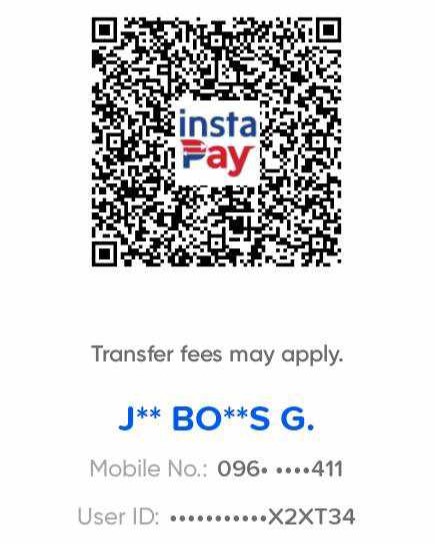 insta
Pay
Transfer fees may apply.
J** BO**S G.
Mobile No.: 096• ••••411
User ID: •••••••••••X2XT34